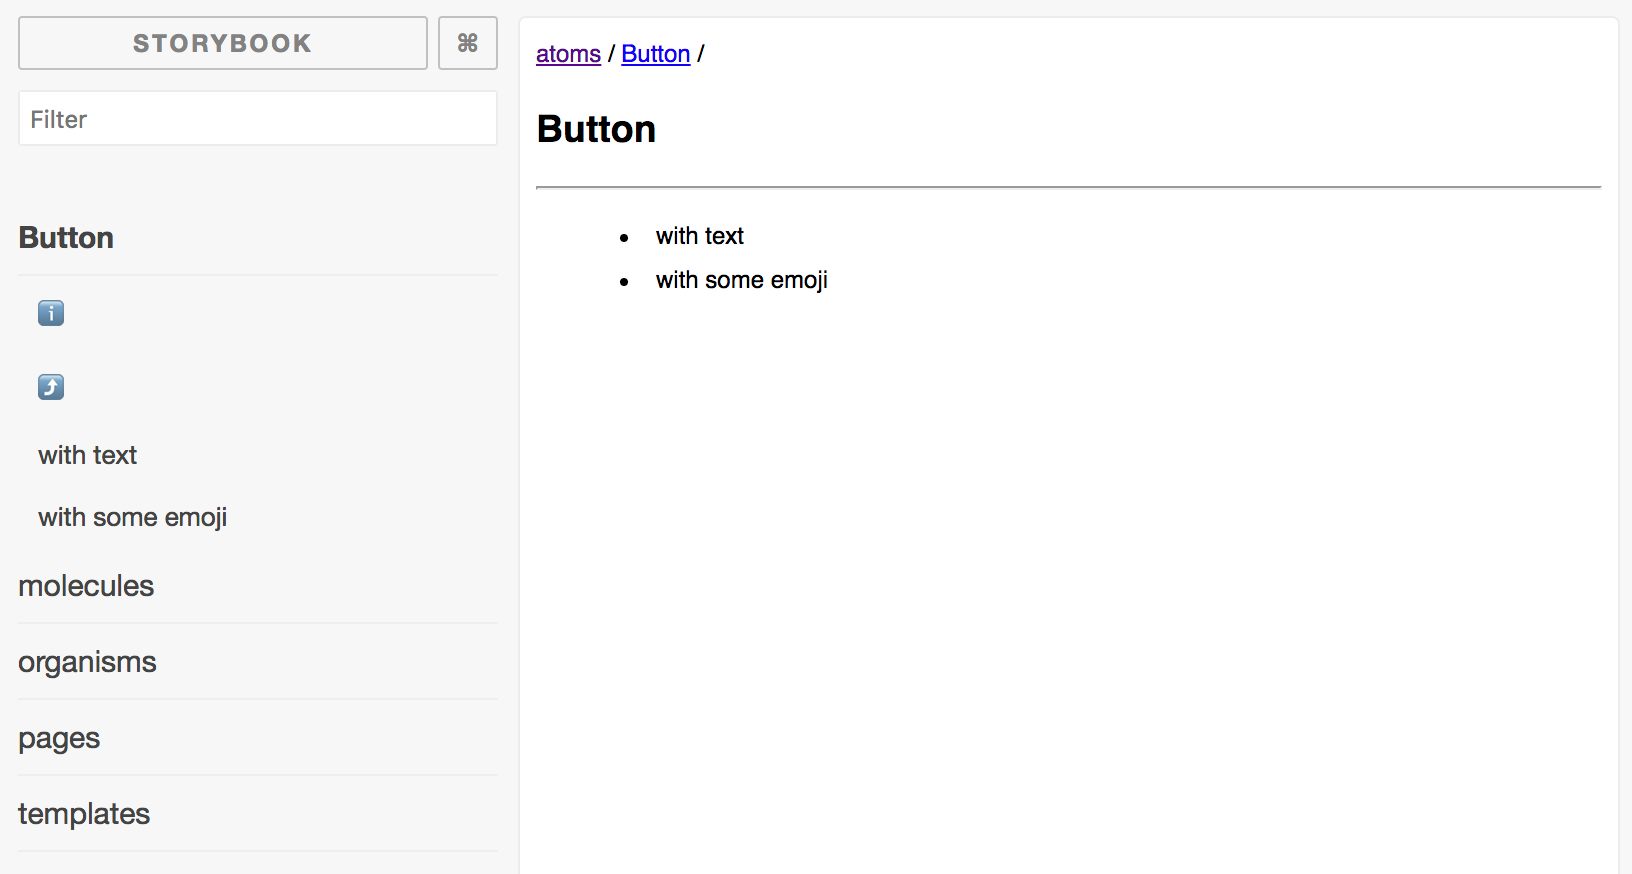 STORYBOOK
⌘
Filter
Button
ℹ️
⤴️
with text
with some emoji
molecules
organisms
pages
templates
atoms / Button /
Button
• with text
• with some emoji